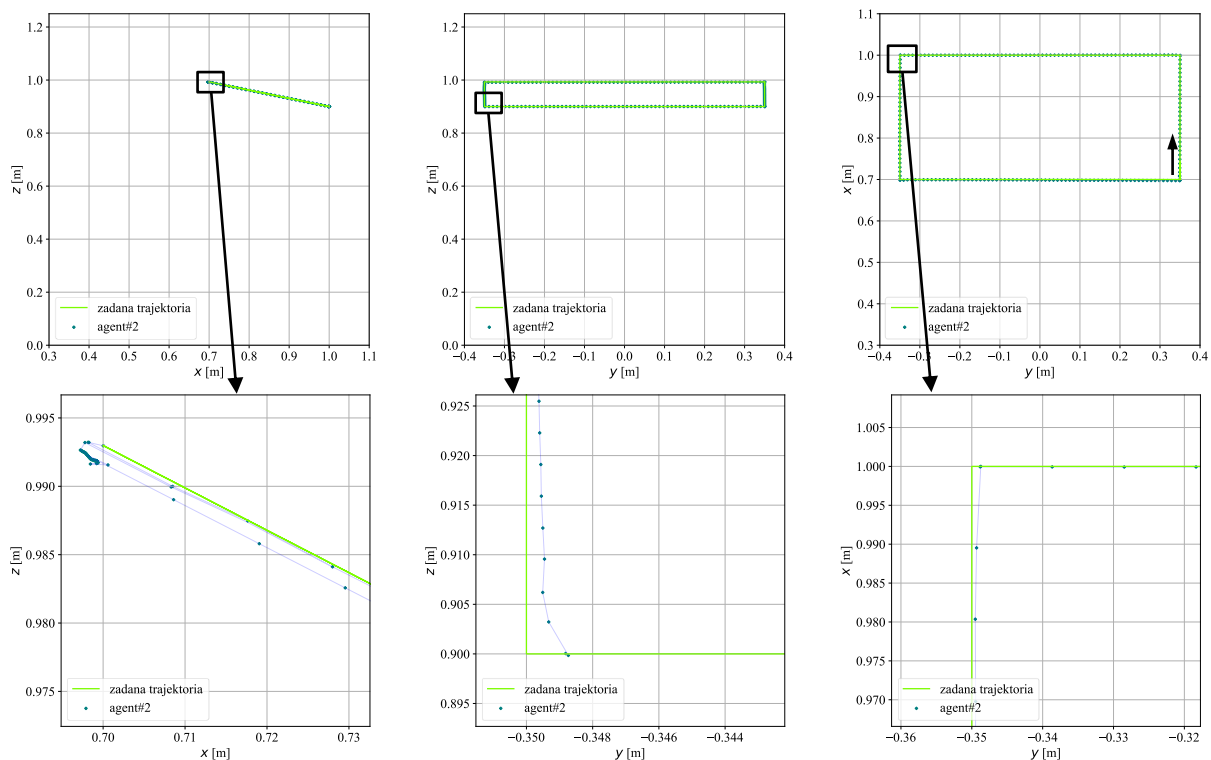 1.2
1.0
0.8
0.6
0.4
0.2
0.0
z [m]
0.3 0.4 0.5 0.6 0.7 0.8 0.9 1.0 1.1
x [m]
zadana trajektoria
agent#2
1.2
1.0
0.8
0.6
0.4
0.2
0.0
z [m]
−0.4 −0.3 −0.2 −0.1 0.0 0.1 0.2 0.3 0.4
y [m]
zadana trajektoria
agent#2
1.1
1.0
0.9
0.8
0.7
0.6
0.5
0.4
0.3
x [m]
−0.4 −0.3 −0.2 −0.1 0.0 0.1 0.2 0.3 0.4
y [m]
zadana trajektoria
agent#2
0.995
0.990
0.985
0.980
0.975
z [m]
0.70 0.71 0.72 0.73
x [m]
zadana trajektoria
agent#2
0.925
0.920
0.915
0.910
0.905
0.900
0.895
z [m]
−0.350 −0.348 −0.346 −0.344
y [m]
zadana trajektoria
agent#2
1.005
1.000
0.995
0.990
0.985
0.980
0.975
0.970
x [m]
−0.36 −0.35 −0.34 −0.33 −0.32
y [m]
zadana trajektoria
agent#2